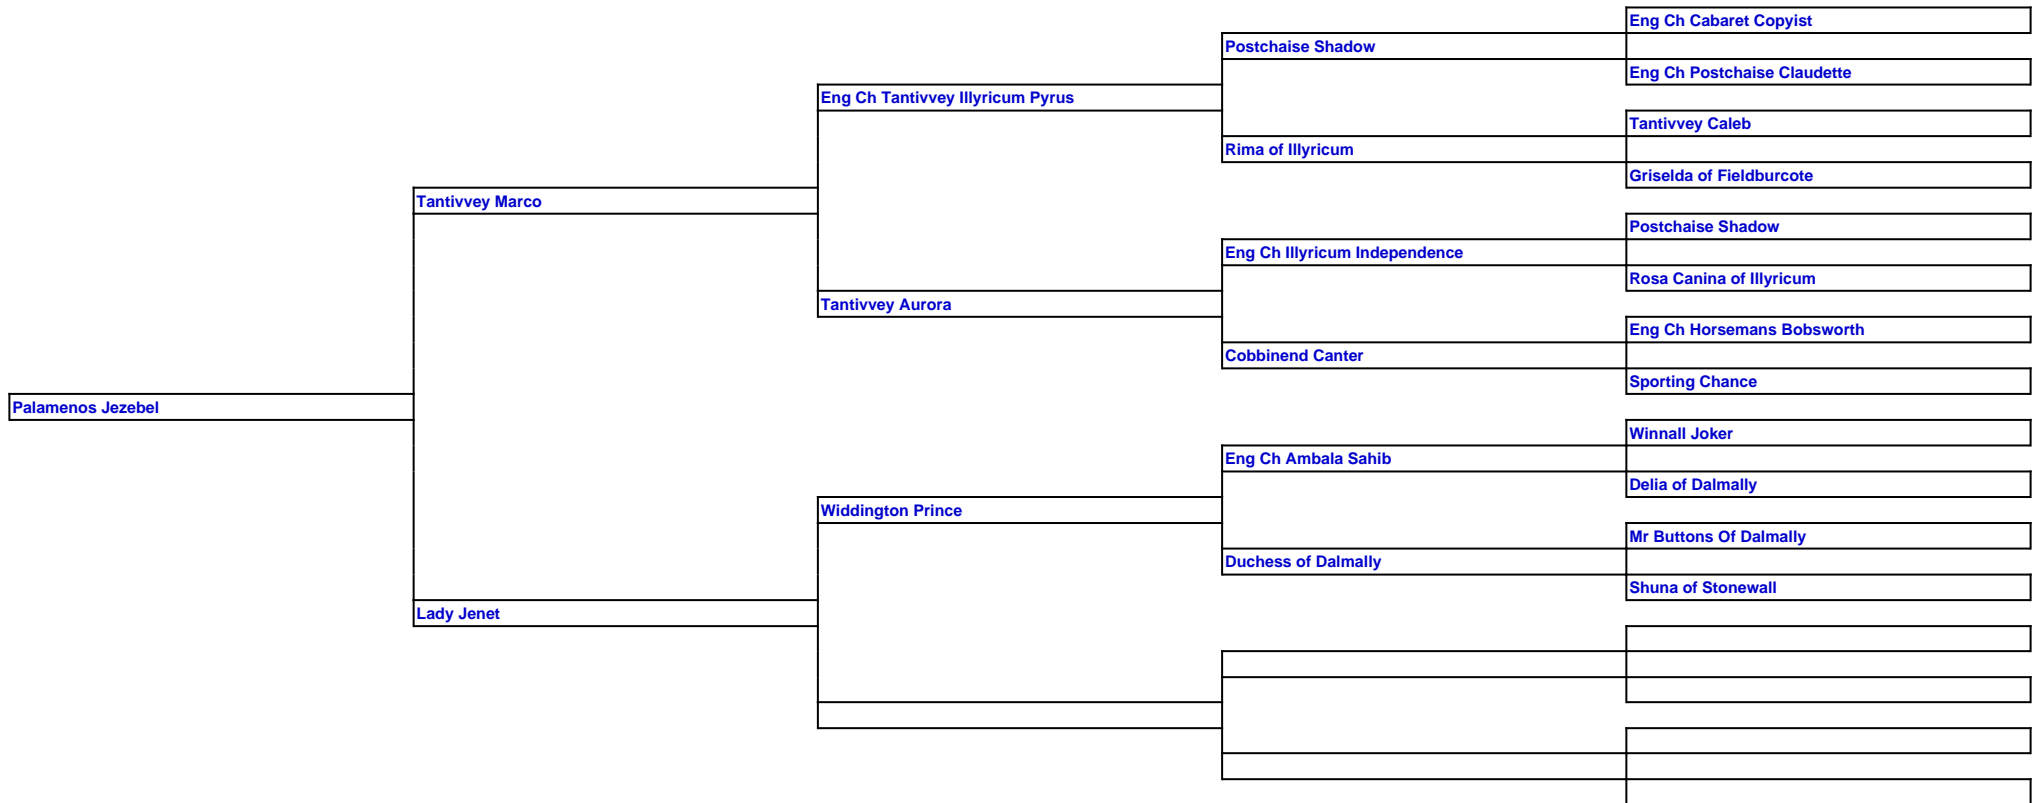 Eng Ch Cabaret Copyist
Postchaise Shadow
Eng Ch Postchaise Claudette
Eng Ch Tantivvey Illyricum Pyrus
Tantivvey Caleb
Rima of Illyricum
Griselda of Fieldburcote
Tantivvey Marco
Postchaise Shadow
Eng Ch Illyricum Independence
Rosa Canina of Illyricum
Tantivvey Aurora
Eng Ch Horsemans Bobsworth
Cobbinend Canter
Sporting Chance
Palamenos Jezebel
Winnall Joker
Eng Ch Ambala Sahib
Delia of Dalmally
Widdington Prince
Mr Buttons Of Dalmally
Duchess of Dalmally
Shuna of Stonewall
Lady Jenet